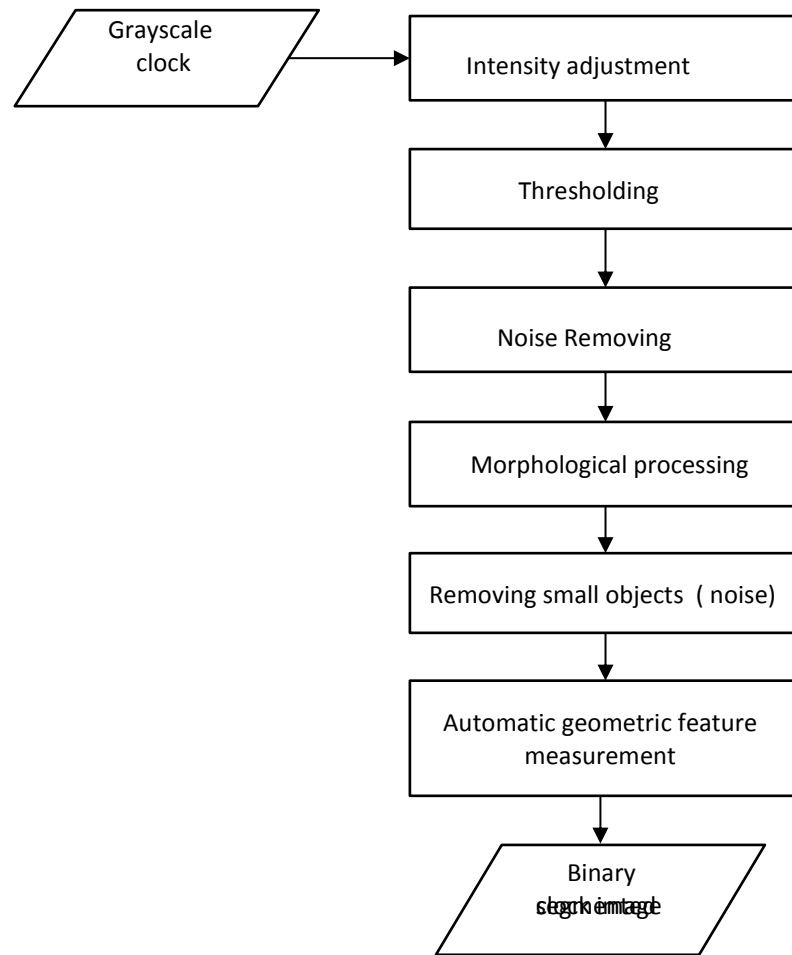 Grayscale
clock
Intensity adjustment
Thresholding
Noise Removing
Morphological processing
Removing small objects ( noise)
Automatic geometric feature
measurement
Binary